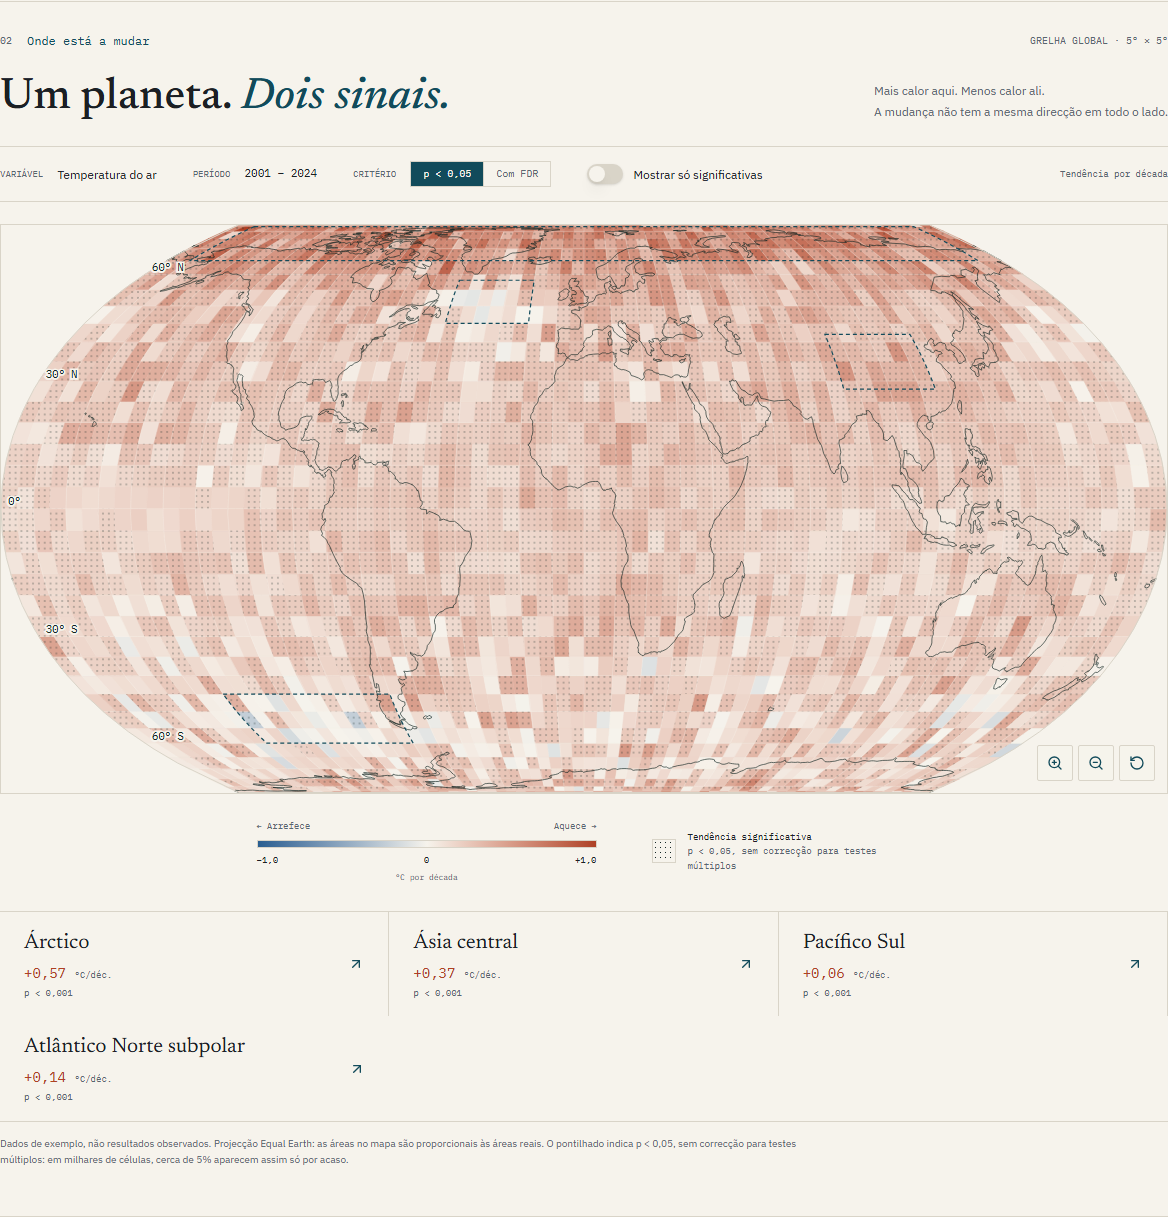 02 Onde está a mudar
GRELHA GLOBAL · 5° × 5°
Um planeta. Dois sinais.
Mais calor aqui. Menos calor ali.
A mudança não tem a mesma direcção em todo o lado.
VARIÁVEL Temperatura do ar PERÍODO 2001 – 2024 CRITÉRIO p < 0,05 Com FDR Mostrar só significativas Tendência por década
60° N
30° N
0°
30° S
60° S
← Arrefece Aquece →
−1,0 0 +1,0
°C por década
Tendência significativa
p < 0,05, sem correcção para testes
múltiplos
Árctico
+0,57 °C/déc.
p < 0,001
Ásia central
+0,37 °C/déc.
p < 0,001
Pacífico Sul
+0,06 °C/déc.
p < 0,001
Atlântico Norte subpolar
+0,14 °C/déc.
p < 0,001
Dados de exemplo, não resultados observados. Projecção Equal Earth: as áreas no mapa são proporcionais às áreas reais. O pontilhado indica p < 0,05, sem correcção para testes
múltiplos: em milhares de células, cerca de 5% aparecem assim só por acaso.